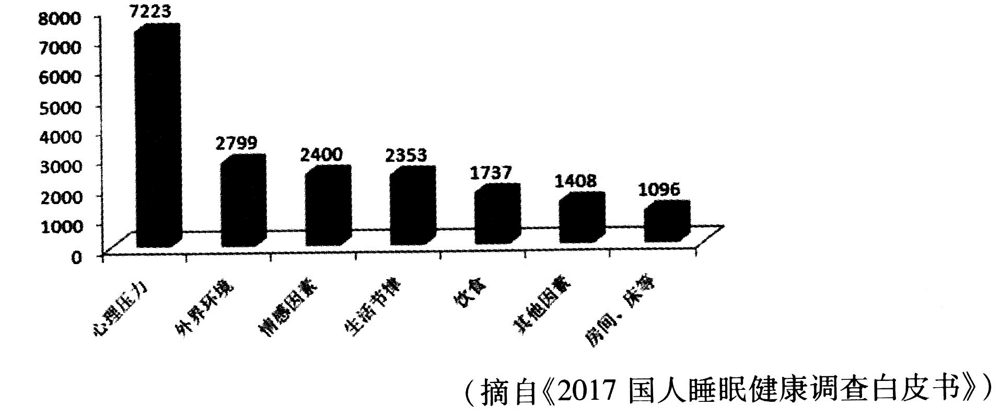 8000
7000
6000
5000
4000
3000
2000
1000
0
7223
2799
2400
2353
1737
1408
1096
心理压力
外界环境
情感因素
生活节律
饮食
其他因素
房间、床等
(摘自《2017 国人睡眠健康调查白皮书》)